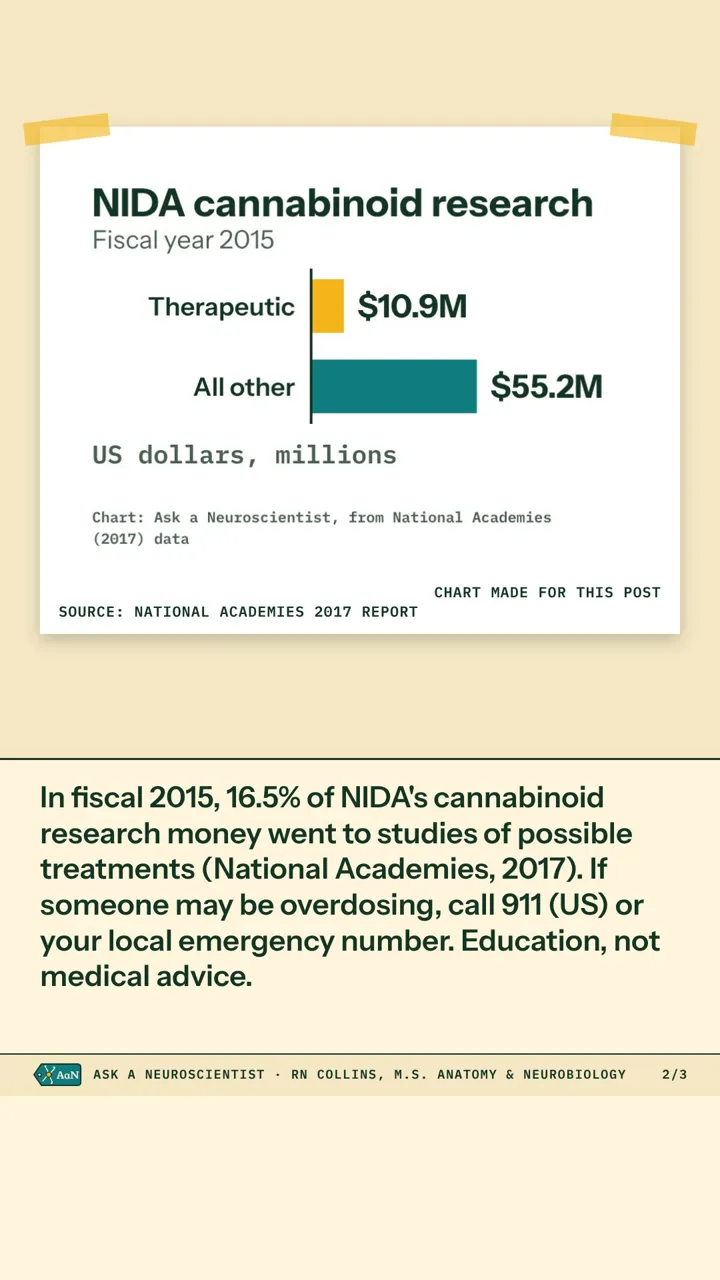 NIDA cannabinoid research
Fiscal year 2015
Therapeutic $10.9M
All other $55.2M
US dollars, millions
Chart: Ask a Neuroscientist, from National Academies
(2017) data
CHART MADE FOR THIS POST
SOURCE: NATIONAL ACADEMIES 2017 REPORT
In fiscal 2015, 16.5% of NIDA's cannabinoid
research money went to studies of possible
treatments (National Academies, 2017). If
someone may be overdosing, call 911 (US) or
your local emergency number. Education, not
medical advice.
AaN ASK A NEUROSCIENTIST · RN COLLINS, M.S. ANATOMY & NEUROBIOLOGY 2/3